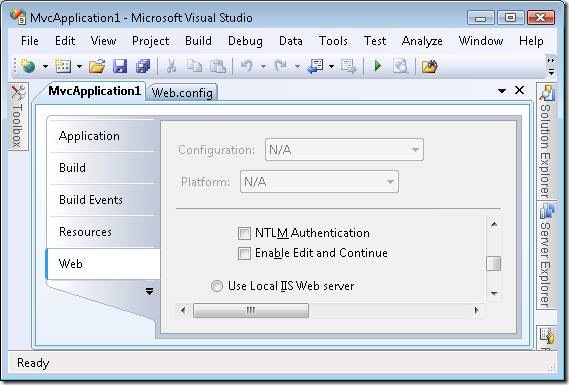 MvcApplication1 - Microsoft Visual Studio
File Edit View Project Build Debug Data Tools Test Analyze Window Help
MvcApplication1 Web.config
Toolbox
Application
Build
Build Events
Resources
Web
Configuration: N/A
Platform: N/A
NTLM Authentication
Enable Edit and Continue
Use Local IIS Web server
Solution Explorer
Server Explorer
Ready